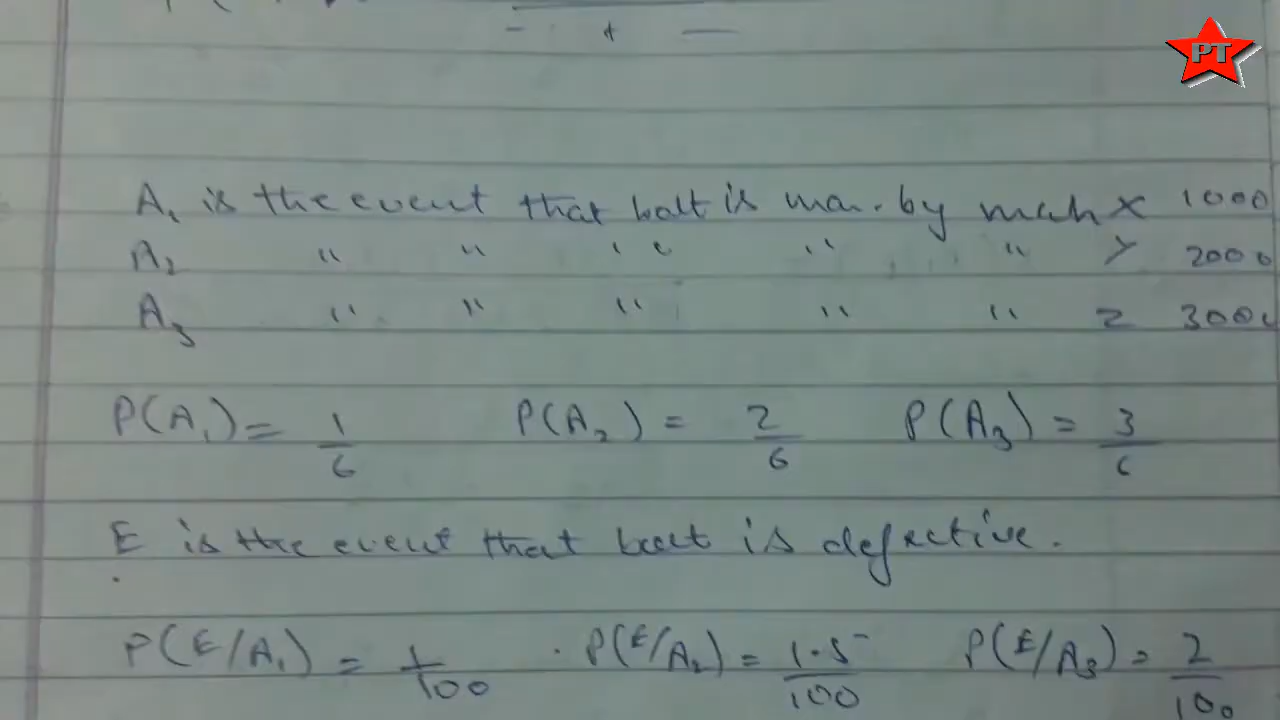 PT
A₁ is the event that bolt is man. by mach X 1000
A₂ " " " " " Y 2000
A₃ " " " " " Z 3000
P(A₁) = 1/6 P(A₂) = 2/6 P(A₃) = 3/6
E is the event that bolt is defective.
P(E/A₁) = 1/100 . P(E/A₂) = 1.5/100 P(E/A₃) = 2/100